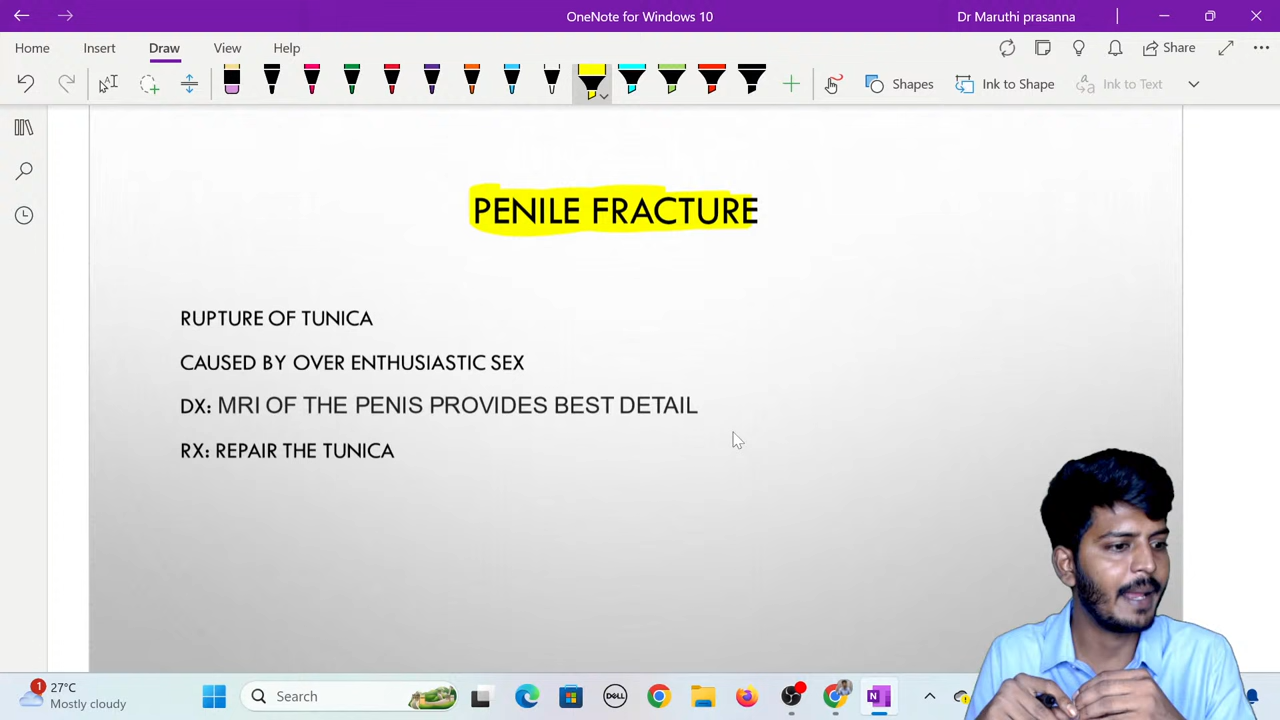 OneNote for Windows 10
Dr Maruthi prasanna
Home
Insert
Draw
View
Help
Share
Shapes
Ink to Shape
Ink to Text
PENILE FRACTURE
RUPTURE OF TUNICA
CAUSED BY OVER ENTHUSIASTIC SEX
DX: MRI OF THE PENIS PROVIDES BEST DETAIL
RX: REPAIR THE TUNICA
1
27°C
Mostly cloudy
Search
DELL